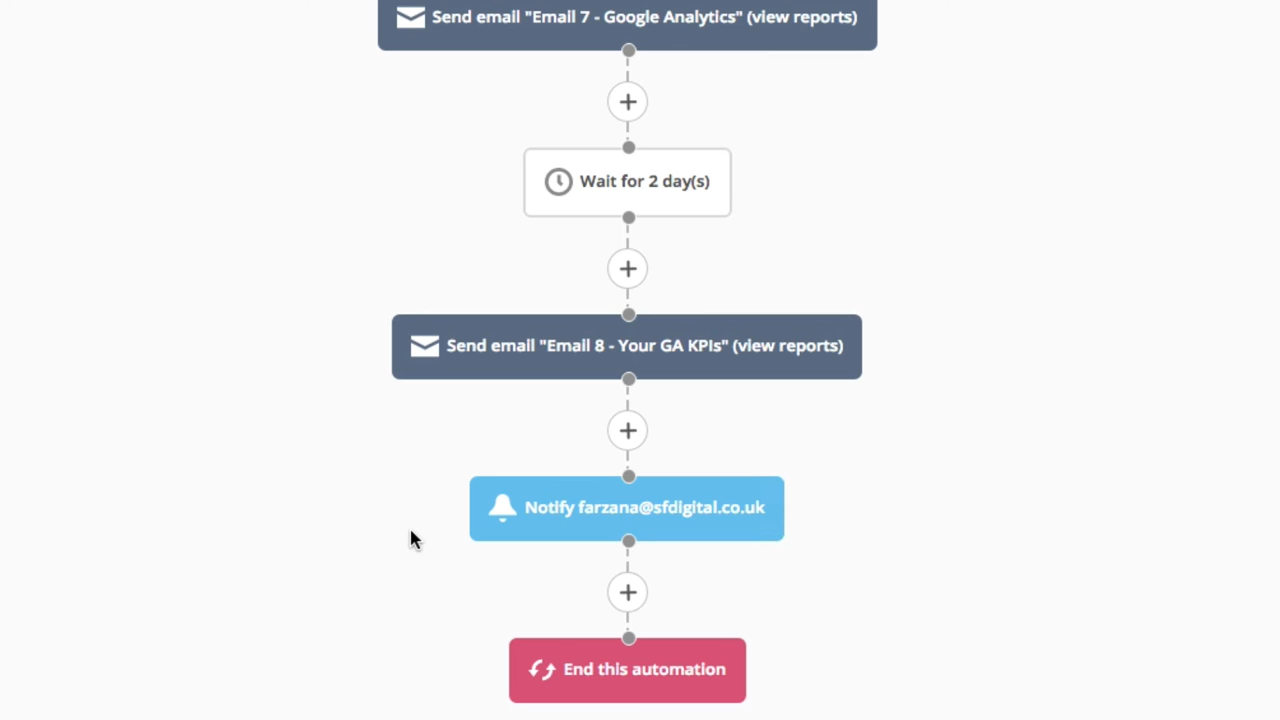 Send email "Email 7 - Google Analytics" (view reports)
Wait for 2 day(s)
Send email "Email 8 - Your GA KPIs" (view reports)
Notify farzana@sfdigital.co.uk
End this automation